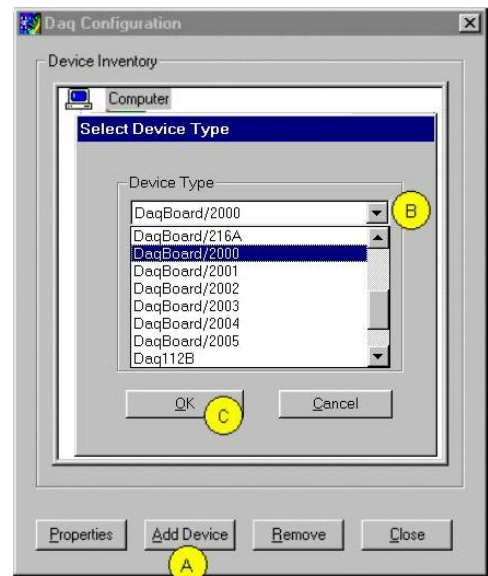 Daq Configuration
Device Inventory
Computer
Select Device Type
Device Type
DaqBoard/2000
B
DaqBoard/216A
DaqBoard/2000
DaqBoard/2001
DaqBoard/2002
DaqBoard/2003
DaqBoard/2004
DaqBoard/2005
Daq112B
OK C Cancel
Properties Add Device Remove Close
A